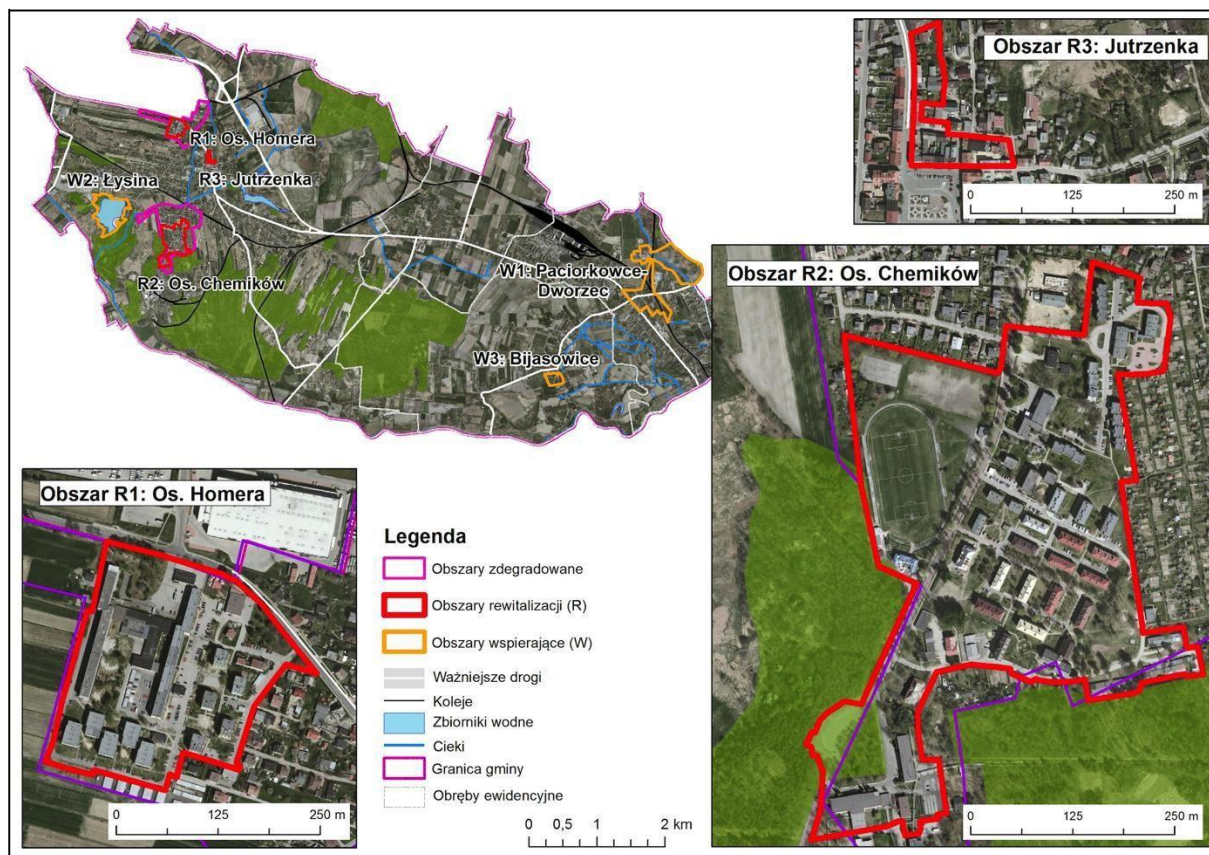 R1: Os. Homera
W2: Łysina
R3: Jutrzenka
R2: Os. Chemików
W1: Paciorkowce-
Dworzec
W3: Bijasowice
Obszar R3: Jutrzenka
0 125 250 m
Obszar R2: Os. Chemików
0 125 250 m
Obszar R1: Os. Homera
0 125 250 m
Legenda
Obszary zdegradowane
Obszary rewitalizacji (R)
Obszary wspierające (W)
Ważniejsze drogi
Koleje
Zbiorniki wodne
Cieki
Granica gminy
Obręby ewidencyjne
0 0,5 1 2 km